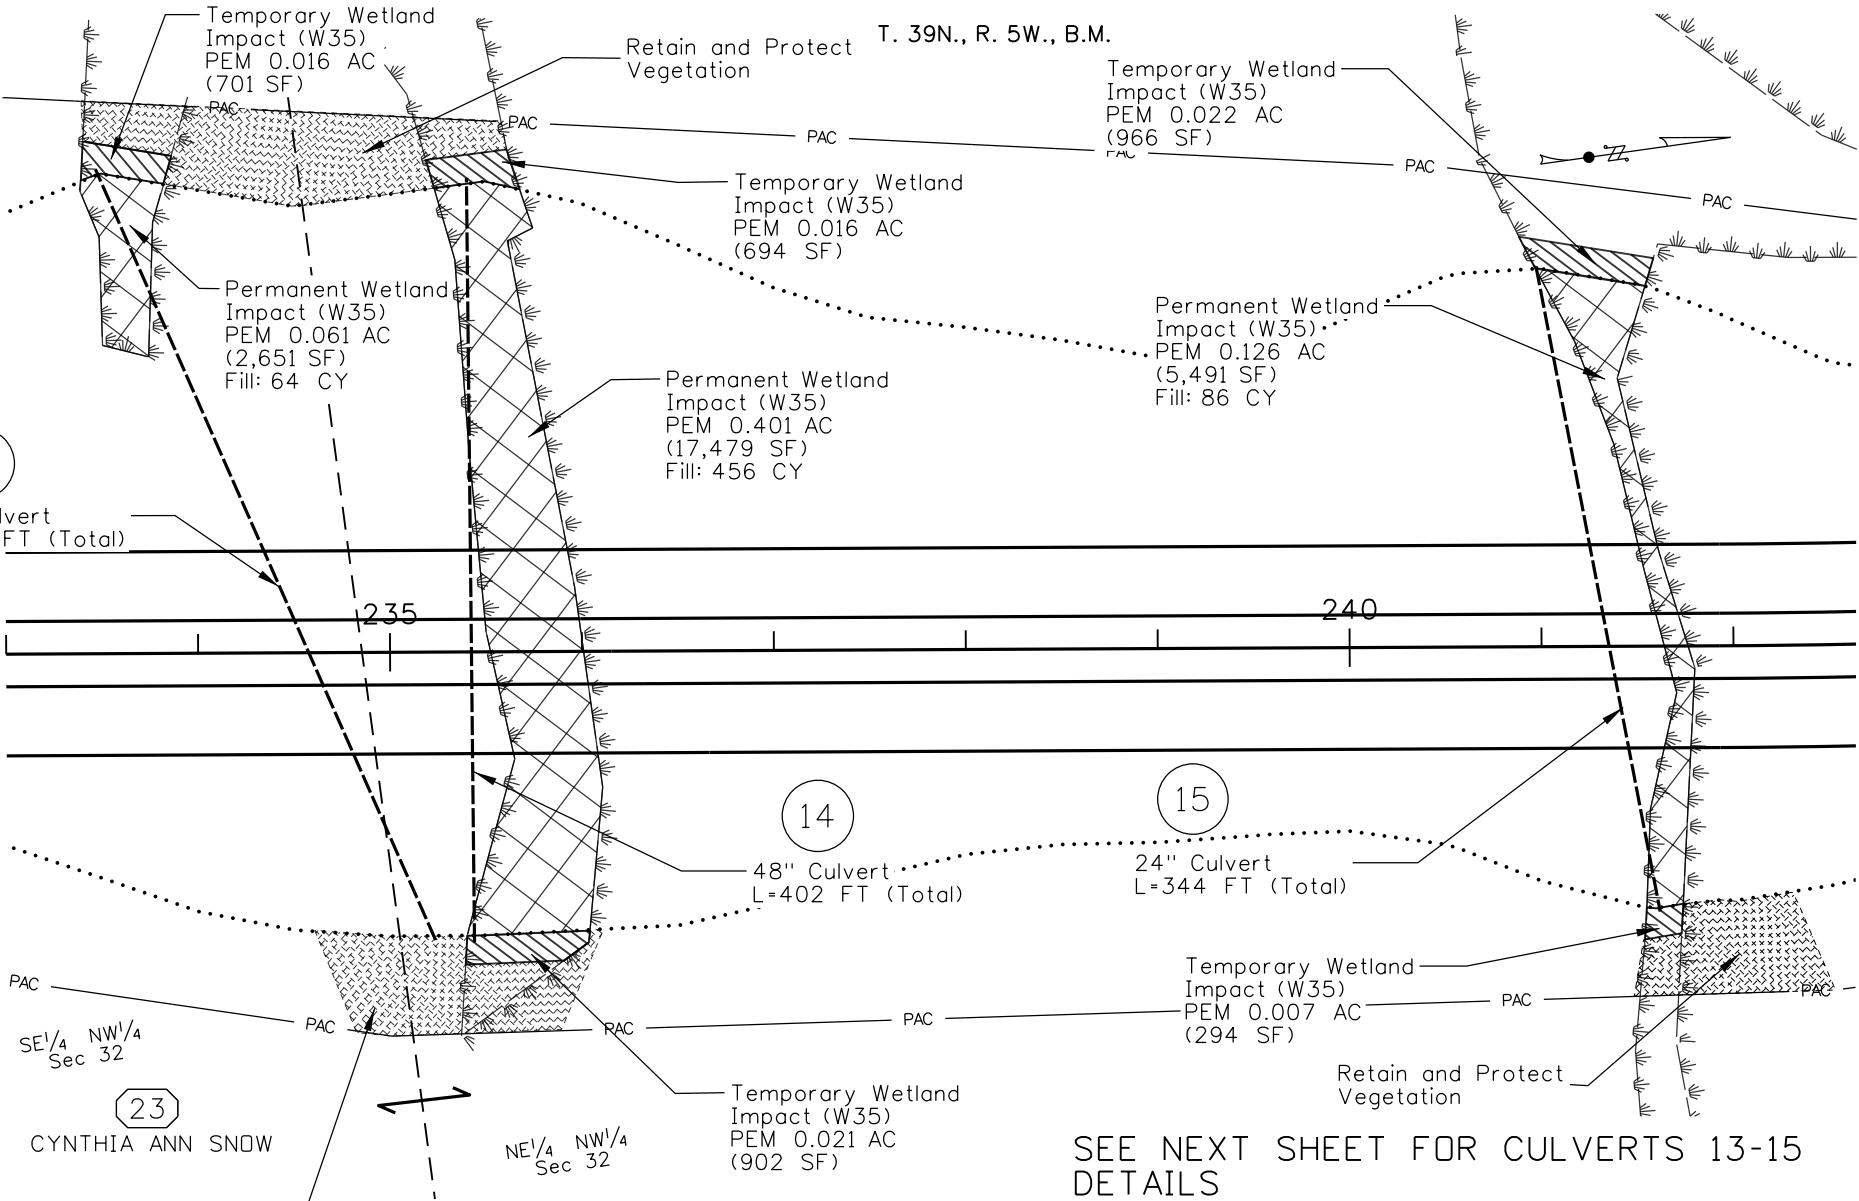 Temporary Wetland
Impact (W35)
PEM 0.016 AC
(701 SF)
Retain and Protect
Vegetation
T. 39N., R. 5W., B.M.
Temporary Wetland
Impact (W35)
PEM 0.022 AC
(966 SF)
PAC
PAC
PAC
PAC
PAC
PAC
Temporary Wetland
Impact (W35)
PEM 0.016 AC
(694 SF)
Permanent Wetland
Impact (W35)
PEM 0.061 AC
(2,651 SF)
Fill: 64 CY
Permanent Wetland
Impact (W35)
PEM 0.126 AC
(5,491 SF)
Fill: 86 CY
Permanent Wetland
Impact (W35)
PEM 0.401 AC
(17,479 SF)
Fill: 456 CY
lvert
FT (Total)
235
240
14
15
48" Culvert
L=402 FT (Total)
24" Culvert
L=344 FT (Total)
Temporary Wetland
Impact (W35)
PEM 0.007 AC
(294 SF)
PAC
PAC
PAC
PAC
PAC
PAC
SE1/4 NW1/4
Sec 32
23
CYNTHIA ANN SNOW
NE1/4 NW1/4
Sec 32
Temporary Wetland
Impact (W35)
PEM 0.021 AC
(902 SF)
Retain and Protect
Vegetation
SEE NEXT SHEET FOR CULVERTS 13-15
DETAILS